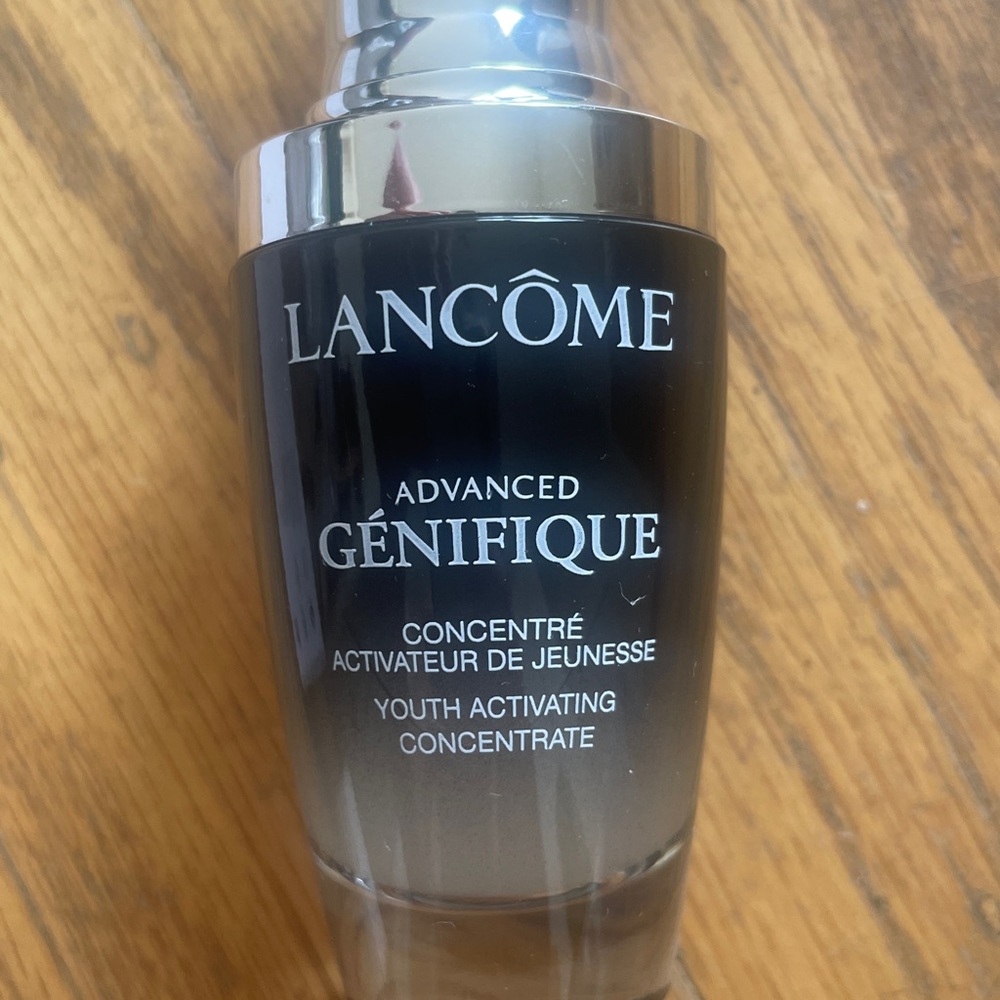 LANCÔME
ADVANCED
GÉNIFIQUE
CONCENTRÉ
ACTIVATEUR DE JEUNESSE
YOUTH ACTIVATING
CONCENTRATE